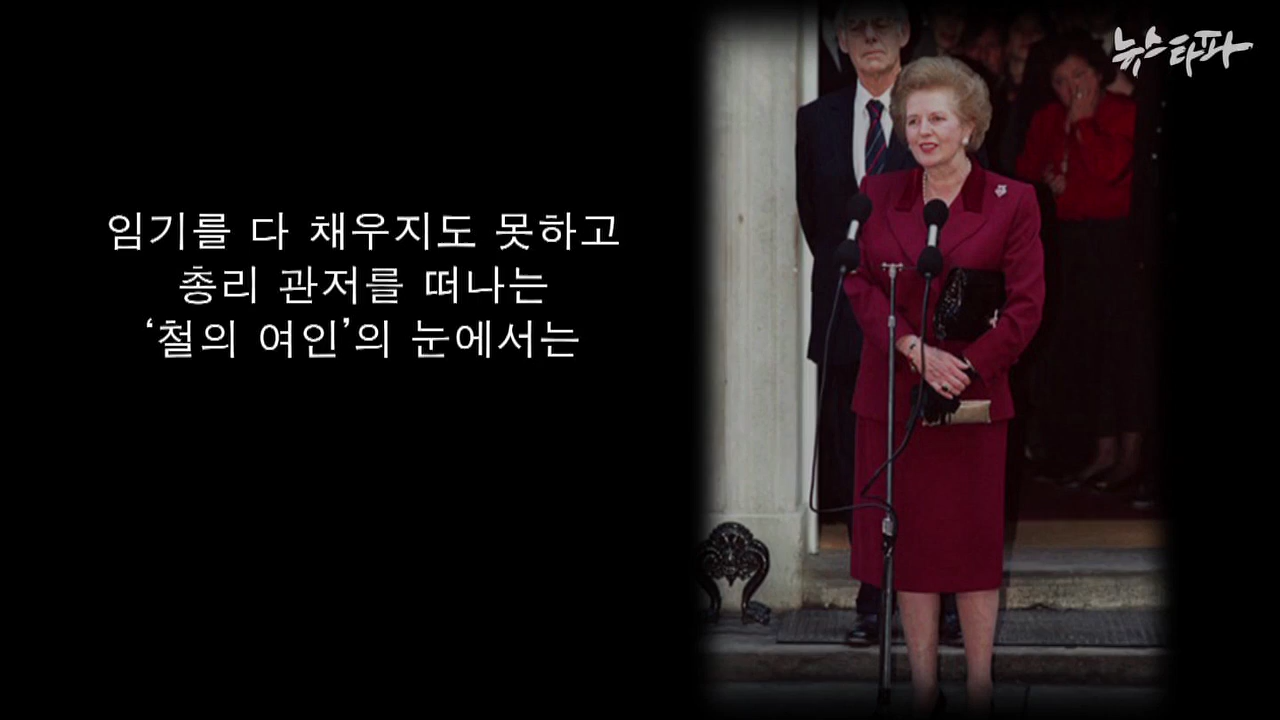 뉴스타파
임기를 다 채우지도 못하고
총리 관저를 떠나는
‘철의 여인’의 눈에서는